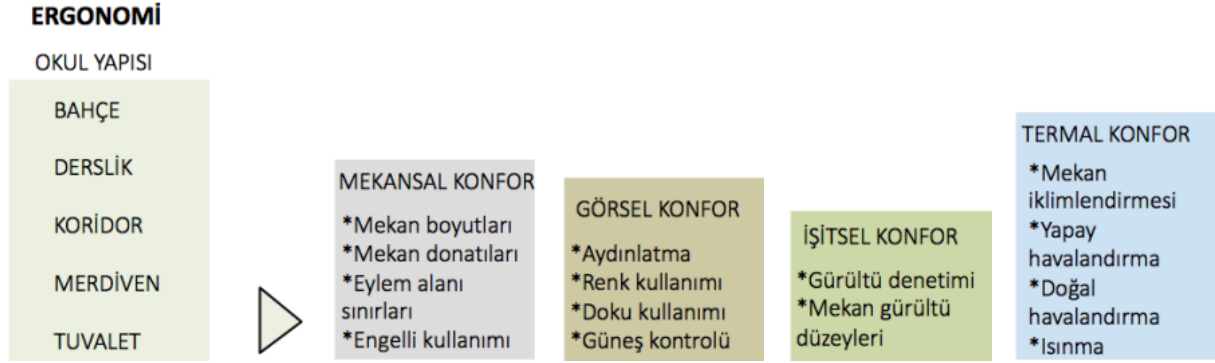 ERGONOMİ
OKUL YAPISI
BAHÇE
DERSLİK
KORİDOR
MERDİVEN
TUVALET
MEKANSAL KONFOR
*Mekan boyutları
*Mekan donatıları
*Eylem alanı
sınırları
*Engelli kullanımı
GÖRSEL KONFOR
*Aydınlatma
*Renk kullanımı
*Doku kullanımı
*Güneş kontrolü
İŞİTSEL KONFOR
*Gürültü denetimi
*Mekan gürültü
düzeyleri
TERMAL KONFOR
*Mekan
iklimlendirmesi
*Yapay
havalandırma
*Doğal
havalandırma
*Isınma